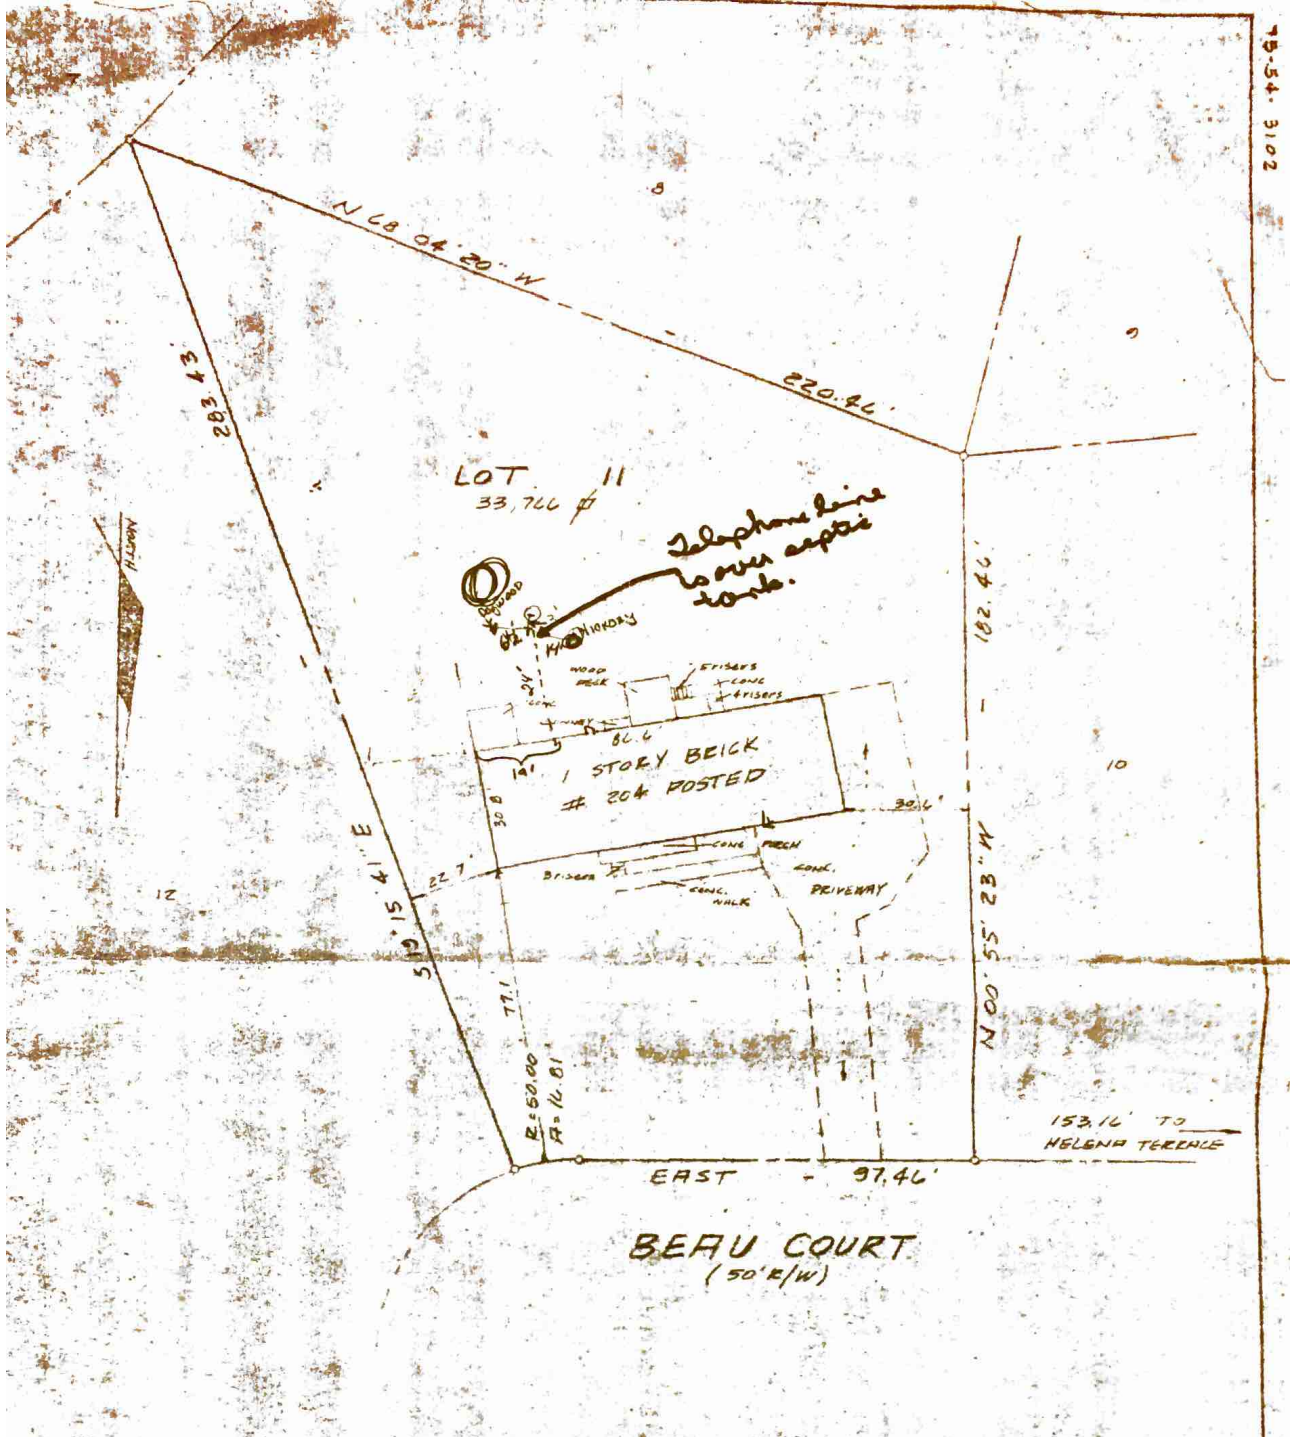 75-54. 3102
8
N 68 04' 20" W
9
220.46'
283.43'
LOT 11
33,766
NORTH
Telephone line
is over septic
tank.
Dogwood
HICKORY
182.46'
24'
WOOD
DECK
5 risers
CONC
4 risers
86.6
19'
1 STORY BRICK
# 204 POSTED
10
30.8
30.6'
CONC PORCH
3 risers
CONC.
CONC.
WALK
DRIVEWAY
22.7
12
S 19° 15' 41" E
N 00° 55' 23" W
77.1
R=50.00
A=16.81'
153.16' TO
HELENA TERRACE
EAST - 97.46'
BEAU COURT
(50' R/W)